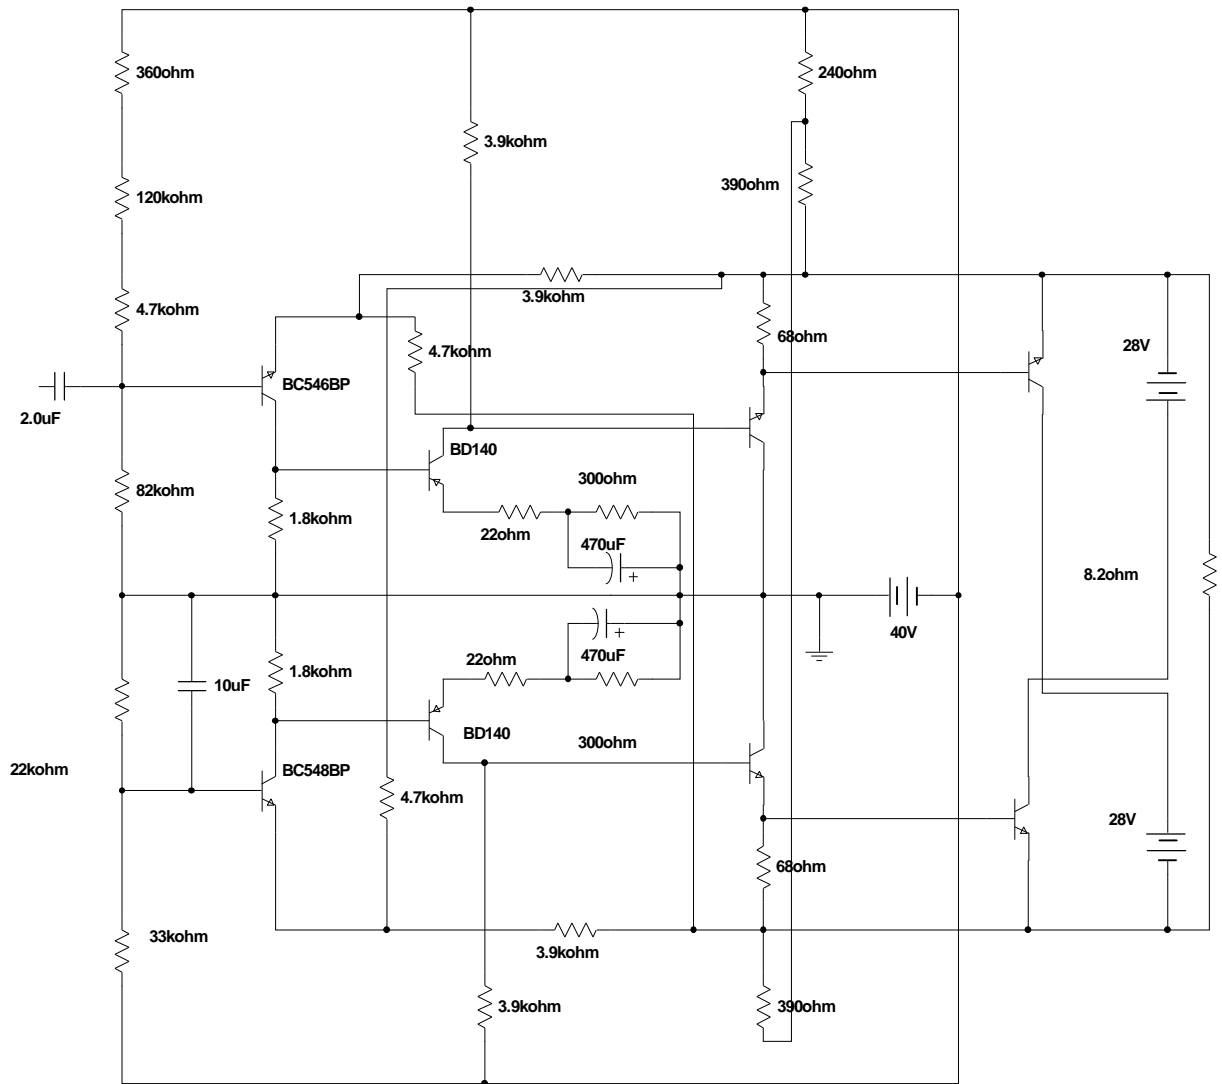 360ohm
240ohm
3.9kohm
390ohm
120kohm
3.9kohm
4.7kohm
68ohm
28V
4.7kohm
BC546BP
2.0uF
BD140
300ohm
82kohm
1.8kohm
22ohm
470uF
8.2ohm
40V
470uF
22ohm
1.8kohm
10uF
BD140
300ohm
22kohm
BC548BP
4.7kohm
28V
68ohm
33kohm
3.9kohm
3.9kohm
390ohm